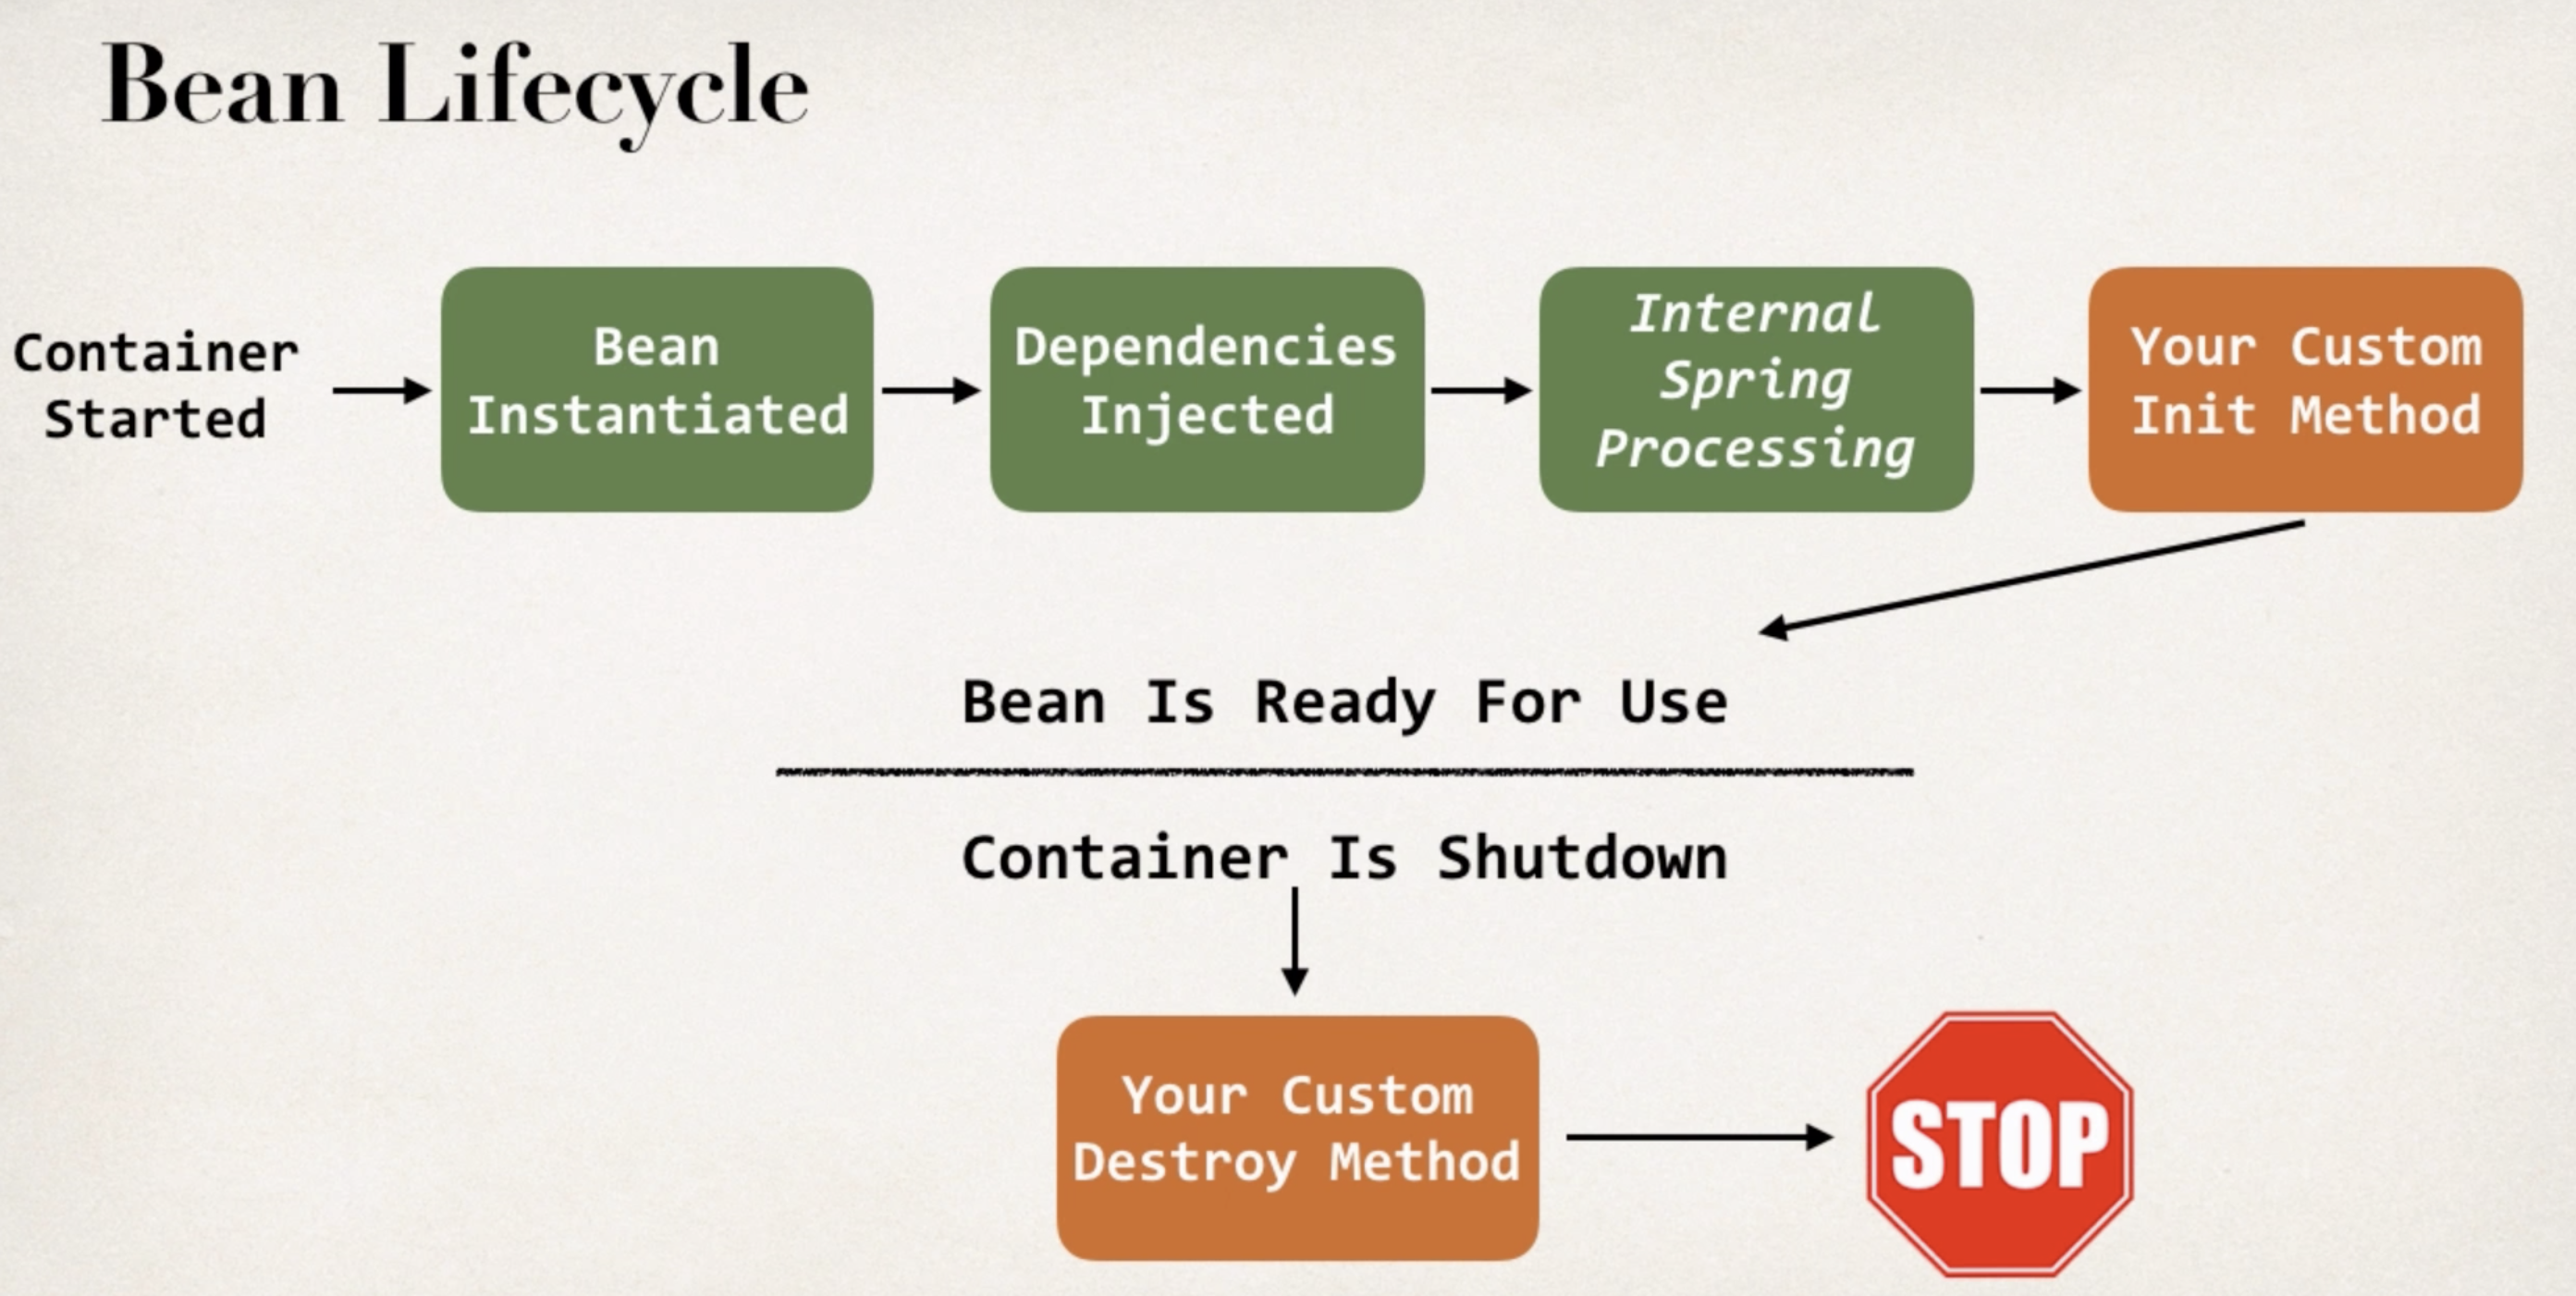 Bean Lifecycle
Container
Started
Bean
Instantiated
Dependencies
Injected
Internal
Spring
Processing
Your Custom
Init Method
Bean Is Ready For Use
Container Is Shutdown
Your Custom
Destroy Method
STOP